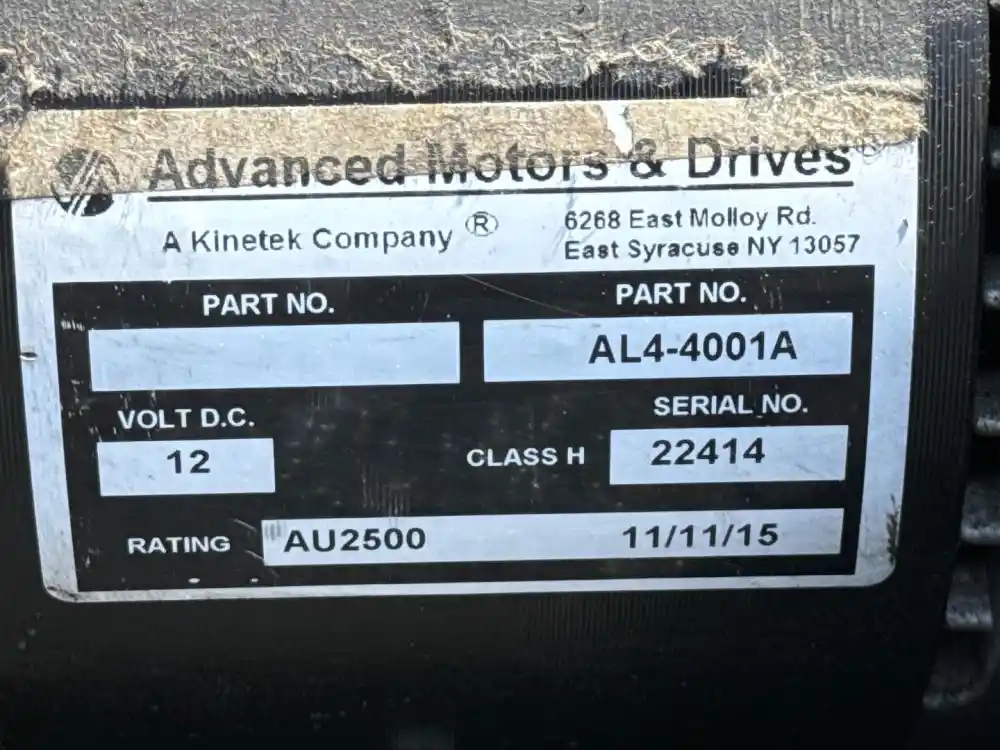 Advanced Motors & Drives®
A Kinetek Company ®
6268 East Molloy Rd.
East Syracuse NY 13057
PART NO.
PART NO.
AL4-4001A
VOLT D.C.
SERIAL NO.
12
CLASS H
22414
RATING
AU2500
11/11/15